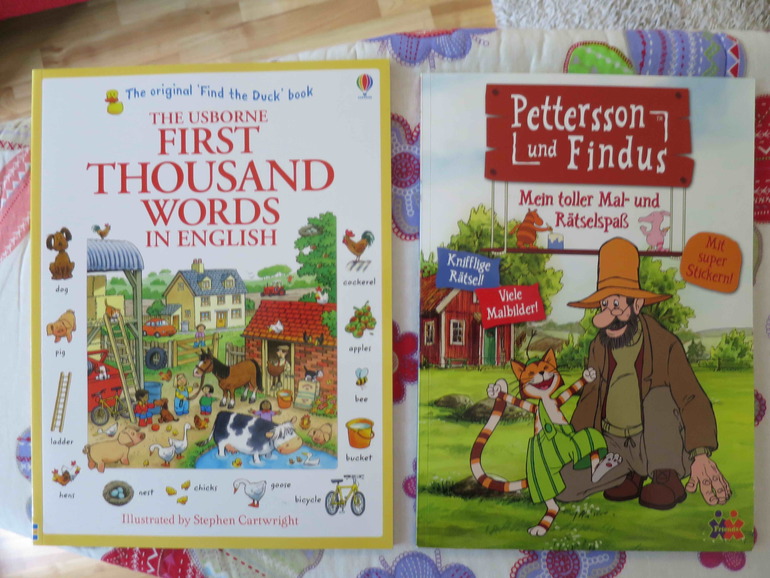 The original 'Find the Duck' book
THE USBORNE
FIRST
THOUSAND
WORDS
IN ENGLISH
dog
cockerel
pig
apples
bee
ladder
bucket
hens
nest
chicks
goose
bicycle
Illustrated by Stephen Cartwright
Pettersson
und Findus
Mein toller Mal- und
Rätselspaß
Mit
super
Stickern!
Knifflige
Rätsel!
Viele
Malbilder!
Friendz